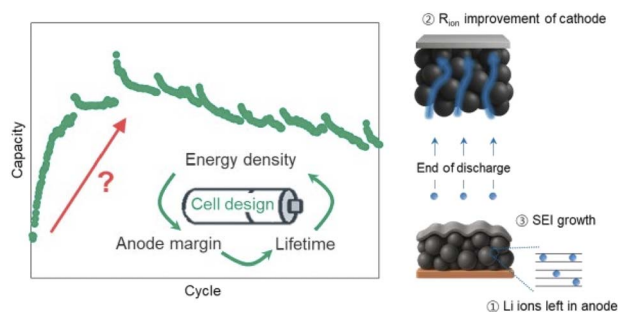 Capacity
Cycle
?
Energy density
Cell design
Anode margin
Lifetime
② Rion improvement of cathode
End of discharge
③ SEI growth
① Li ions left in anode